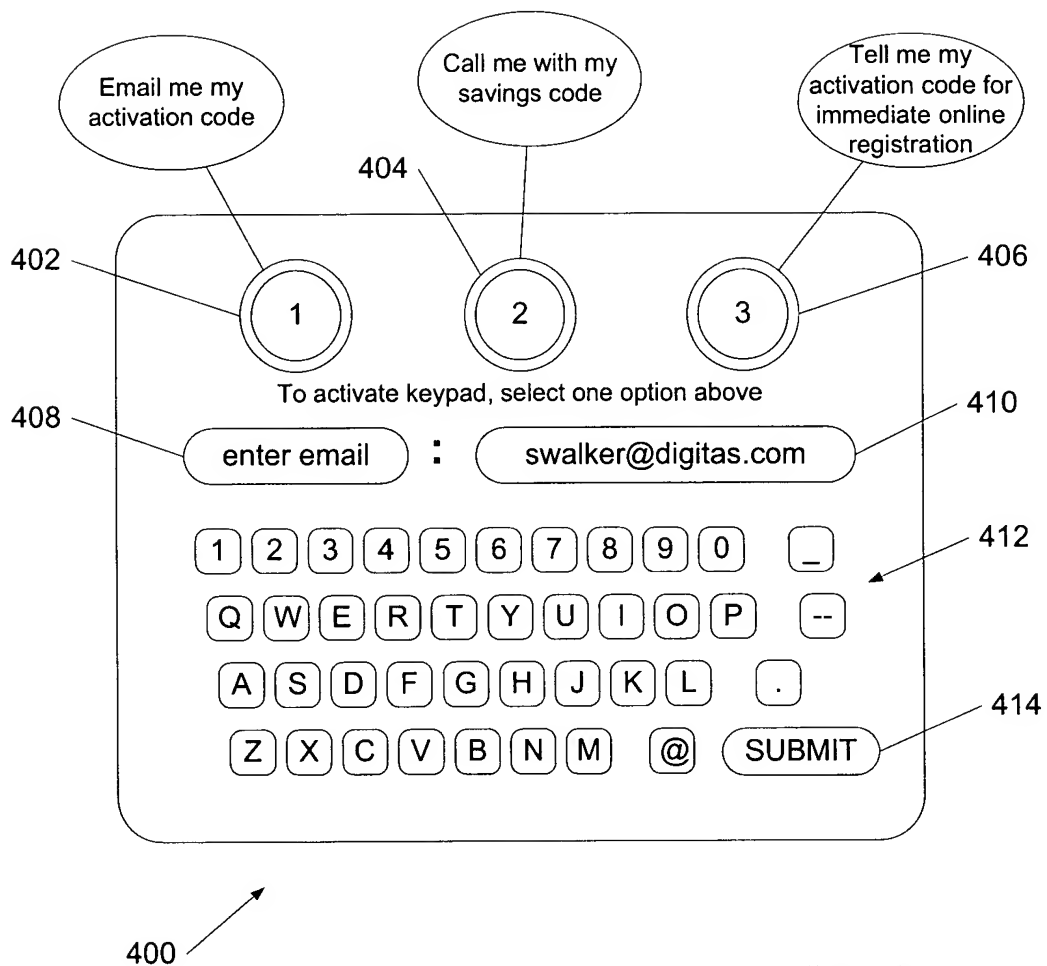 Email me my
activation code
Call me with my
savings code
Tell me my
activation code for
immediate online
registration
404
402
406
1
2
3
To activate keypad, select one option above
408
410
enter email : swalker@digitas.com
1 2 3 4 5 6 7 8 9 0 _
412
Q W E R T Y U I O P --
A S D F G H J K L .
414
Z X C V B N M @ SUBMIT
400